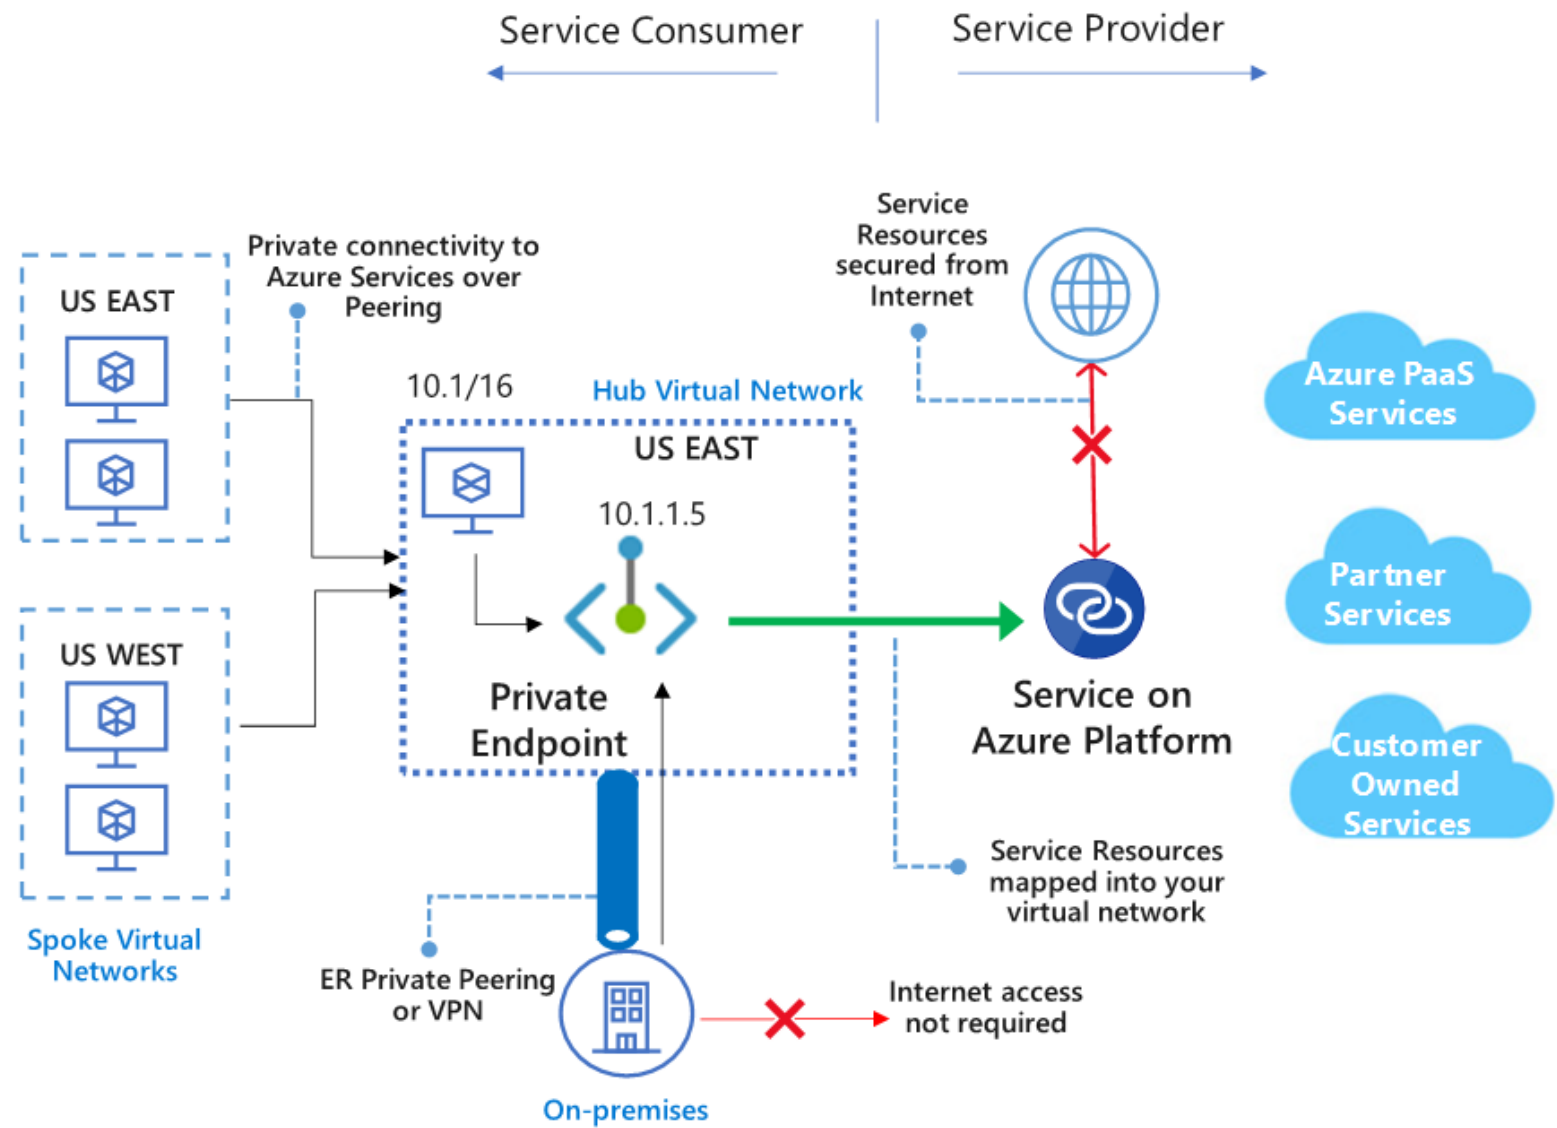 Service Consumer
Service Provider
Service
Resources
secured from
Internet
Private connectivity to
Azure Services over
Peering
US EAST
10.1/16
Hub Virtual Network
US EAST
10.1.1.5
Private
Endpoint
US WEST
Spoke Virtual
Networks
Service on
Azure Platform
Azure PaaS
Services
Partner
Services
Customer
Owned
Services
Service Resources
mapped into your
virtual network
ER Private Peering
or VPN
Internet access
not required
On-premises